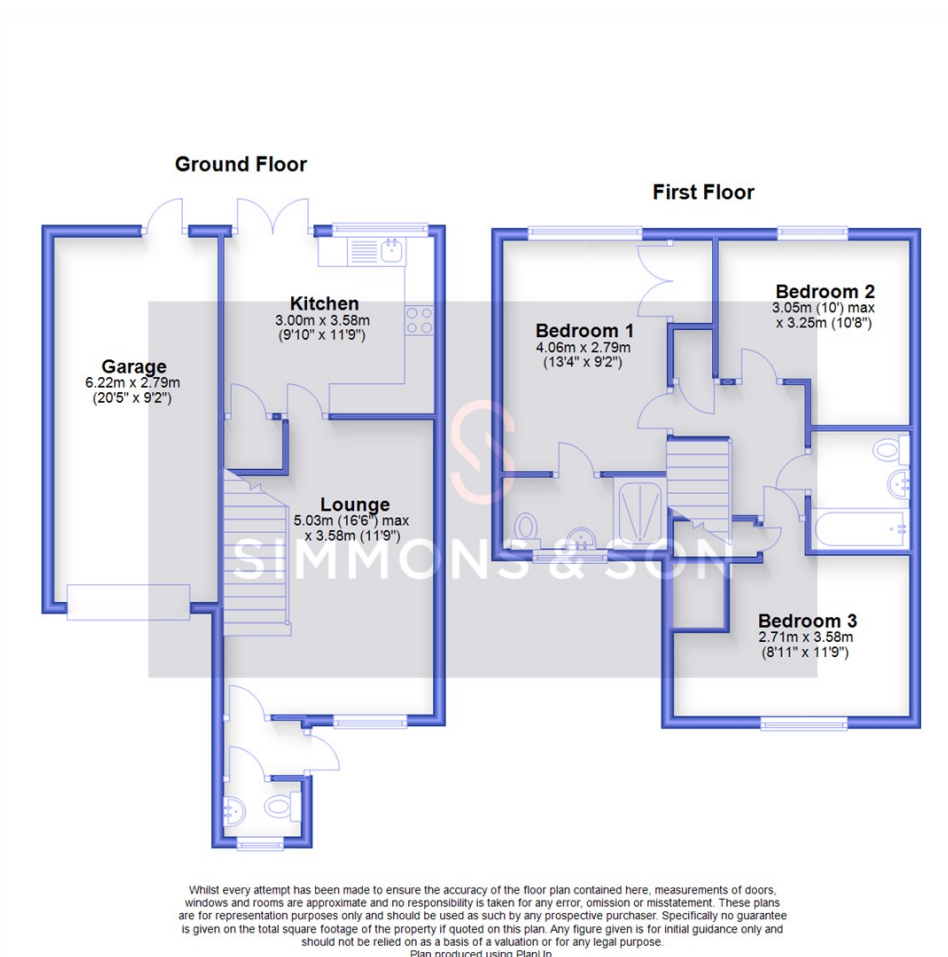 Ground Floor
First Floor
Kitchen
3.00m x 3.58m
(9'10" x 11'9")
Garage
6.22m x 2.79m
(20'5" x 9'2")
Lounge
5.03m (16'6") max
x 3.58m (11'9")
Bedroom 1
4.06m x 2.79m
(13'4" x 9'2")
Bedroom 2
3.05m (10') max
x 3.25m (10'8")
Bedroom 3
2.71m x 3.58m
(8'11" x 11'9")
SIMMONS & SON
Whilst every attempt has been made to ensure the accuracy of the floor plan contained here, measurements of doors,
windows and rooms are approximate and no responsibility is taken for any error, omission or misstatement. These plans
are for representation purposes only and should be used as such by any prospective purchaser. Specifically no guarantee
is given on the total square footage of the property if quoted on this plan. Any figure given is for initial guidance only and
should not be relied on as a basis of a valuation or for any legal purpose.
Plan produced using PlanUp.